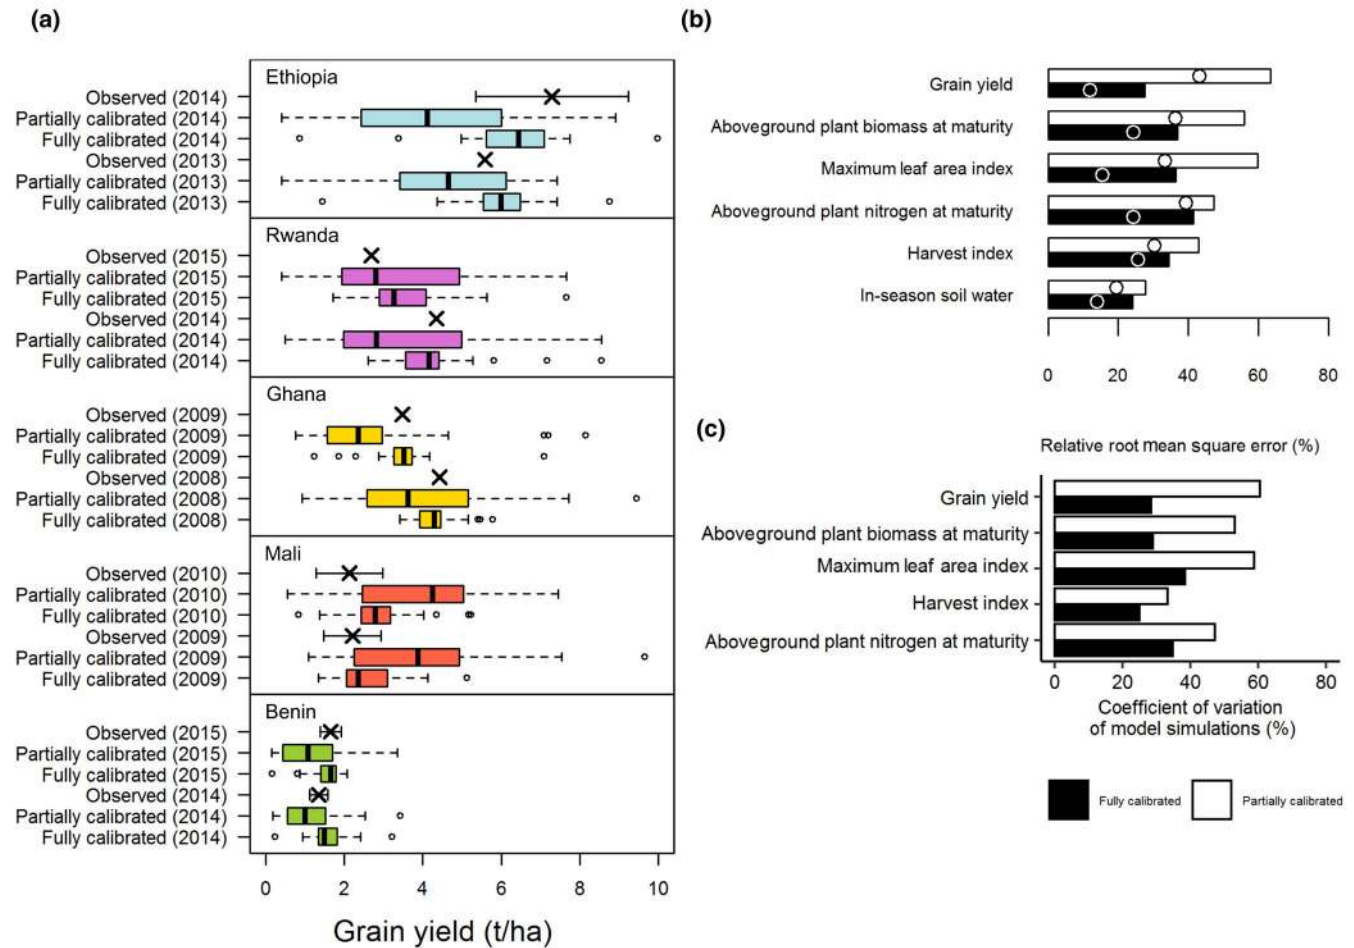 (a)
Ethiopia
Observed (2014)
Partially calibrated (2014)
Fully calibrated (2014)
Observed (2013)
Partially calibrated (2013)
Fully calibrated (2013)
Rwanda
Observed (2015)
Partially calibrated (2015)
Fully calibrated (2015)
Observed (2014)
Partially calibrated (2014)
Fully calibrated (2014)
Ghana
Observed (2009)
Partially calibrated (2009)
Fully calibrated (2009)
Observed (2008)
Partially calibrated (2008)
Fully calibrated (2008)
Mali
Observed (2010)
Partially calibrated (2010)
Fully calibrated (2010)
Observed (2009)
Partially calibrated (2009)
Fully calibrated (2009)
Benin
Observed (2015)
Partially calibrated (2015)
Fully calibrated (2015)
Observed (2014)
Partially calibrated (2014)
Fully calibrated (2014)
0 2 4 6 8 10
Grain yield (t/ha)
(b)
Grain yield
Aboveground plant biomass at maturity
Maximum leaf area index
Aboveground plant nitrogen at maturity
Harvest index
In-season soil water
0 20 40 60 80
Relative root mean square error (%)
(c)
Grain yield
Aboveground plant biomass at maturity
Maximum leaf area index
Harvest index
Aboveground plant nitrogen at maturity
0 20 40 60 80
Coefficient of variation
of model simulations (%)
Fully calibrated Partially calibrated